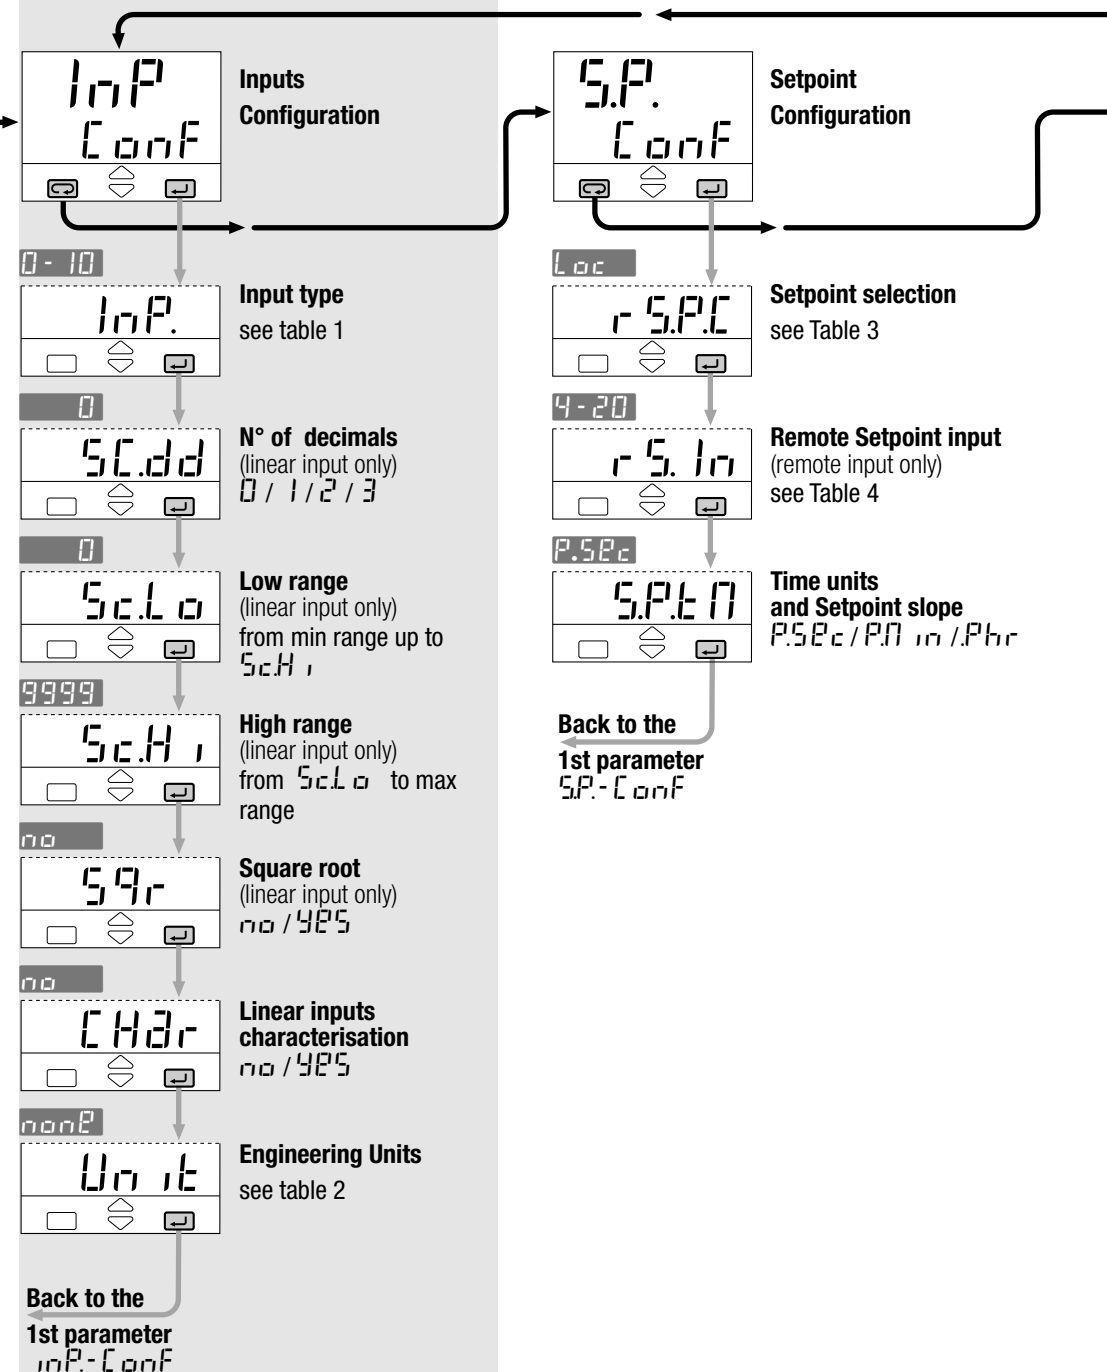 InP
ConF
Inputs
Configuration
0-10
InP.
Input type
see table 1
0
SC.dd
N° of decimals
(linear input only)
0 / 1 / 2 / 3
0
Sc.Lo
Low range
(linear input only)
from min range up to
Sc.Hi
9999
Sc.Hi
High range
(linear input only)
from Sc.Lo to max
range
no
Sqr
Square root
(linear input only)
no / YES
no
CHAr
Linear inputs
characterisation
no / YES
nonE
Unit
Engineering Units
see table 2
Back to the
1st parameter
inP.-ConF
S.P.
ConF
Setpoint
Configuration
Loc
rS.P.C
Setpoint selection
see Table 3
4-20
rS.In
Remote Setpoint input
(remote input only)
see Table 4
P.SEc
S.P.tM
Time units
and Setpoint slope
P.SEc / P.Min / .Phr
Back to the
1st parameter
S.P.-ConF